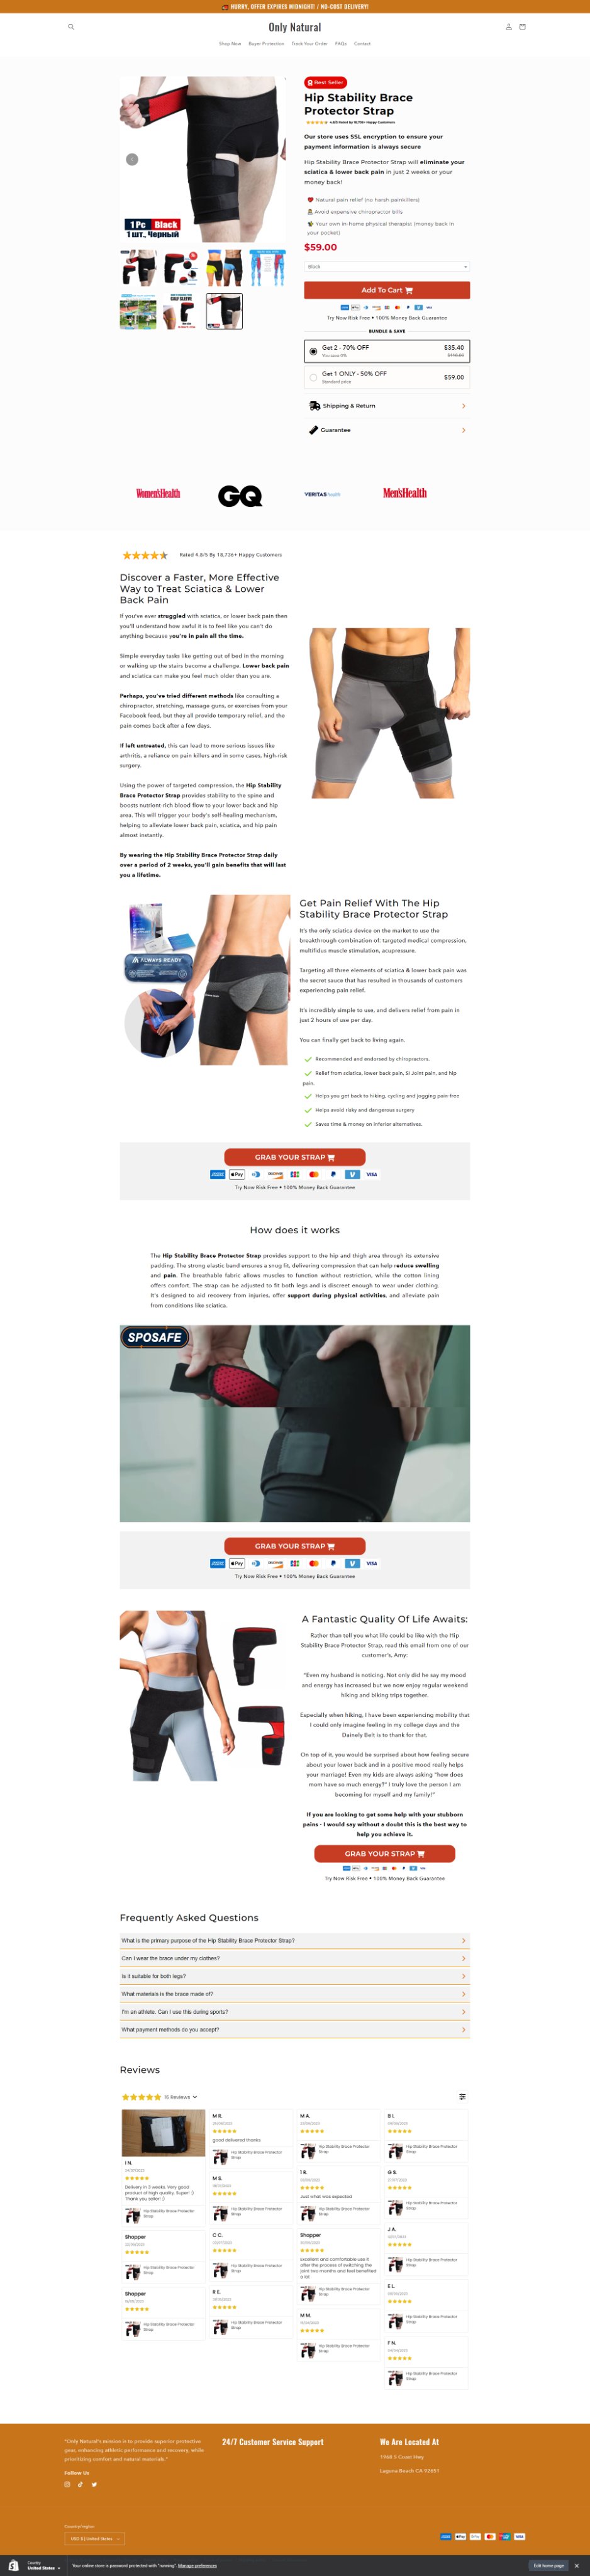 HURRY, OFFER EXPIRES MIDNIGHT! / NO-COST DELIVERY!
Only Natural
Shop Now
Buyer Protection
Track Your Order
FAQs
Contact
1Pc Black
1 шт., Черный
Best Seller
Hip Stability Brace
Protector Strap
Our store uses SSL encryption to ensure your
payment information is always secure
Hip Stability Brace Protector Strap will eliminate your
sciatica & lower back pain in just 2 weeks or your
money back!
Natural pain relief (no harsh painkillers)
Avoid expensive chiropractor bills
Your own in-home physical therapist (money back in
your pocket)
$59.00
Black
Add To Cart
Try Now Risk Free • 100% Money Back Guarantee
BUNDLE & SAVE
Get 2 - 70% OFF
$35.40
You save 0%
$118.00
Get 1 ONLY - 50% OFF
$59.00
Standard price
Shipping & Return
Guarantee
Women'sHealth
GQ
VERITAS health
Men'sHealth
Rated 4.8/5 By 18,736+ Happy Customers
Discover a Faster, More Effective
Way to Treat Sciatica & Lower
Back Pain
If you've ever struggled with sciatica, or lower back pain then
you'll understand how awful it is to feel like you can't do
anything because you're in pain all the time.
Simple everyday tasks like getting out of bed in the morning
or walking up the stairs become a challenge. Lower back pain
and sciatica can make you feel much older than you are.
Perhaps, you've tried different methods like consulting a
chiropractor, stretching, massage guns, or exercises from your
Facebook feed, but they all provide temporary relief, and the
pain comes back after a few days.
If left untreated, this can lead to more serious issues like
arthritis, a reliance on pain killers and in some cases, high-risk
surgery.
Using the power of targeted compression, the Hip Stability
Brace Protector Strap provides stability to the spine and
boosts nutrient-rich blood flow to your lower back and hip
area. This will trigger your body's self-healing mechanism,
helping to alleviate lower back pain, sciatica, and hip pain
almost instantly.
By wearing the Hip Stability Brace Protector Strap daily
over a period of 2 weeks, you'll gain benefits that will last
you a lifetime.
ALWAYS READY
Get Pain Relief With The Hip
Stability Brace Protector Strap
It's the only sciatica device on the market to use the
breakthrough combination: targeted medical compression,
multifidus muscle stimulation, acupressure.
Targeting all three elements of sciatica & lower back pain was
the secret sauce that has resulted in thousands of customers
experiencing pain relief.
It's incredibly simple to use, and delivers relief from pain in
just 2 hours of use per day.
You can finally get back to living again.
Recommended and endorsed by chiropractors.
Relief from sciatica, lower back pain, SI Joint pain, and hip
pain.
Helps you get back to hiking, cycling and jogging pain-free
Helps avoid risky and dangerous surgery
Saves time & money on inferior alternatives.
GRAB YOUR STRAP
Try Now Risk Free • 100% Money Back Guarantee
How does it works
The Hip Stability Brace Protector Strap provides support to the hip and thigh area through its extensive
padding. The strong elastic band ensures a snug fit, delivering compression that can help reduce swelling
and pain. The breathable fabric allows muscles to function without restriction, while the cotton lining
offers comfort. The strap can be adjusted to fit both legs and is discreet enough to wear under clothing.
It's designed to aid recovery from injuries, offer support during physical activities, and alleviate pain
from conditions like sciatica.
SPOSAFE
GRAB YOUR STRAP
Try Now Risk Free • 100% Money Back Guarantee
A Fantastic Quality Of Life Awaits:
Rather than tell you what life could be like with the Hip
Stability Brace Protector Strap, read this email from one of our
customer's, Amy:
"Even my husband is noticing. Not only did he say my mood
and energy has increased but we now enjoy regular weekend
hiking and biking trips together.
Especially when hiking, I have been experiencing mobility that
I could only imagine feeling in my college days and the
Dainely Belt is to thank for that.
On top of it, you would be surprised about how feeling secure
about your lower back and in a positive mood really helps
your marriage! Even my kids are always asking "how does
mom have so much energy?" I truly love the person I am
becoming for myself and my family!"
If you are looking to get some help with your stubborn
pains - I would say without a doubt this is the best way to
help you achieve it.
GRAB YOUR STRAP
Try Now Risk Free • 100% Money Back Guarantee
Frequently Asked Questions
What is the primary purpose of the Hip Stability Brace Protector Strap?
Can I wear the brace under my clothes?
Is it suitable for both legs?
What materials is the brace made of?
I'm an athlete. Can I use this during sports?
What payment methods do you accept?
Reviews
15 Reviews
I N.
Delivery in 3 weeks. Very good
product of high quality. Super! :)
Thank you seller! :)
Hip Stability Brace Protector
Strap
Shopper
Hip Stability Brace Protector
Strap
Shopper
Hip Stability Brace Protector
Strap
M R.
good delivered thanks
Hip Stability Brace Protector
Strap
M S.
Hip Stability Brace Protector
Strap
C C.
Hip Stability Brace Protector
Strap
R E.
Hip Stability Brace Protector
Strap
M A.
Hip Stability Brace Protector
Strap
1 R.
Just what was expected
Hip Stability Brace Protector
Strap
Shopper
Excellent and comfortable use it
after the process of switching the
joint two months and feel benefited
a lot
Hip Stability Brace Protector
Strap
M M.
Hip Stability Brace Protector
Strap
B I.
Hip Stability Brace Protector
Strap
G S.
Hip Stability Brace Protector
Strap
J A.
Hip Stability Brace Protector
Strap
E L.
Hip Stability Brace Protector
Strap
F N.
Hip Stability Brace Protector
Strap
"Only Natural's mission is to provide superior protective
gear, enhancing athletic performance and recovery, while
prioritizing comfort and natural materials."
Follow Us
24/7 Customer Service Support
We Are Located At
1968 S Coast Hwy
Laguna Beach CA 92651
Country/region
USD $ | United States
Country
United States
Your online store is password protected with "running". Manage preferences
Edit home page